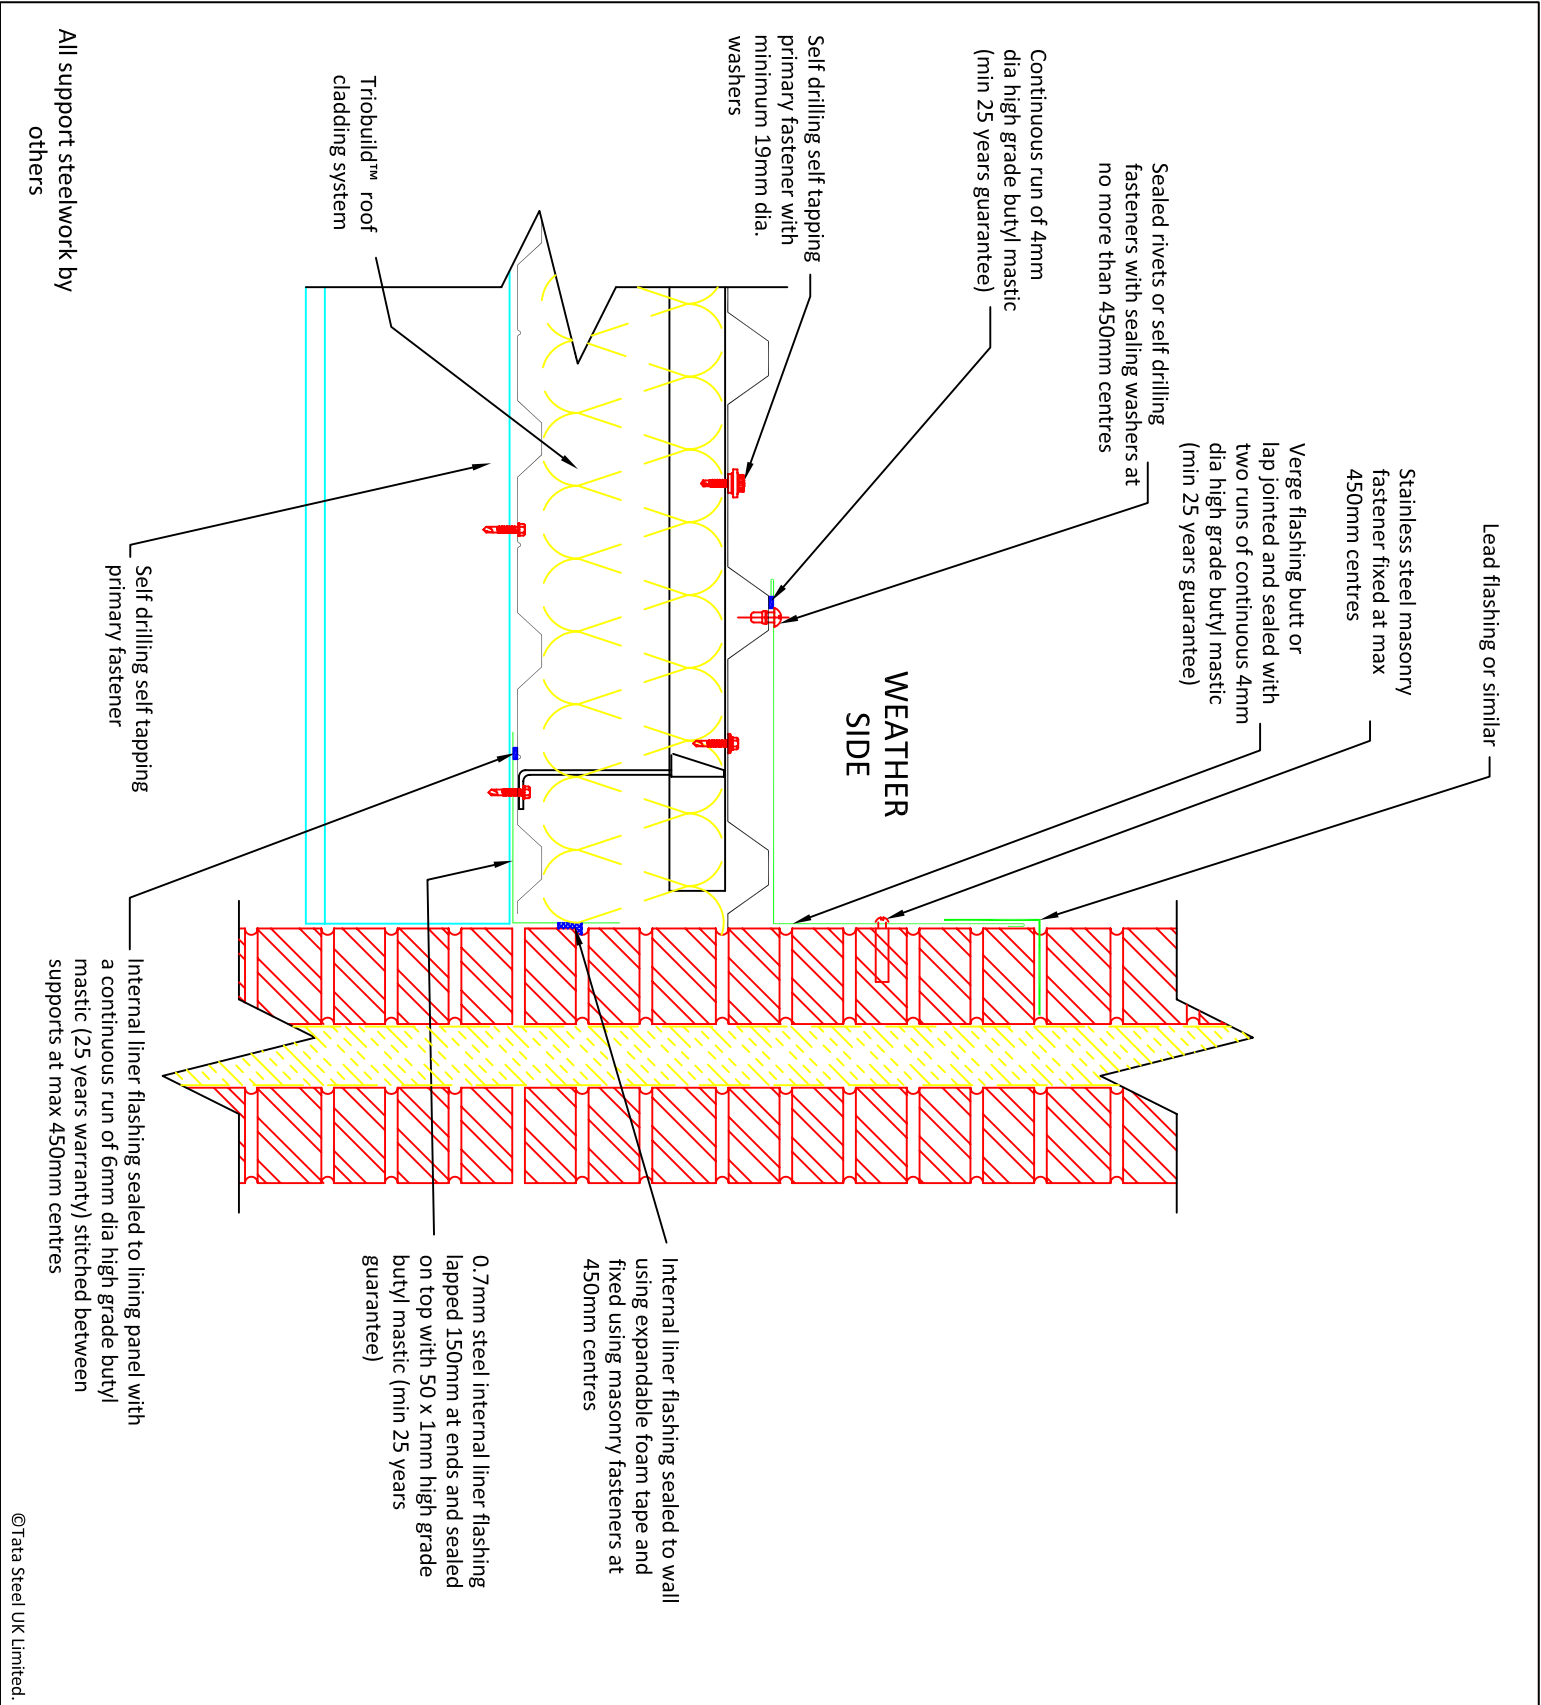 Lead flashing or similar
Stainless steel masonry
fastener fixed at max
450mm centres
Verge flashing butt or
lap jointed and sealed with
two runs of continuous 4mm
dia high grade butyl mastic
(min 25 years guarantee)
Sealed rivets or self drilling
fasteners with sealing washers at
no more than 450mm centres
Continuous run of 4mm
dia high grade butyl mastic
(min 25 years guarantee)
WEATHER
SIDE
Self drilling self tapping
primary fastener with
minimum 19mm dia.
washers
Internal liner flashing sealed to wall
using expandable foam tape and
fixed using masonry fasteners at
450mm centres
0.7mm steel internal liner flashing
lapped 150mm at ends and sealed
on top with 50 x 1mm high grade
butyl mastic (min 25 years
guarantee)
Triobuild™ roof
cladding system
Self drilling self tapping
primary fastener
Internal liner flashing sealed to lining panel with
a continuous run of 6mm dia high grade butyl
mastic (25 years warranty) stitched between
supports at max 450mm centres
All support steelwork by
others
©Tata Steel UK Limited.